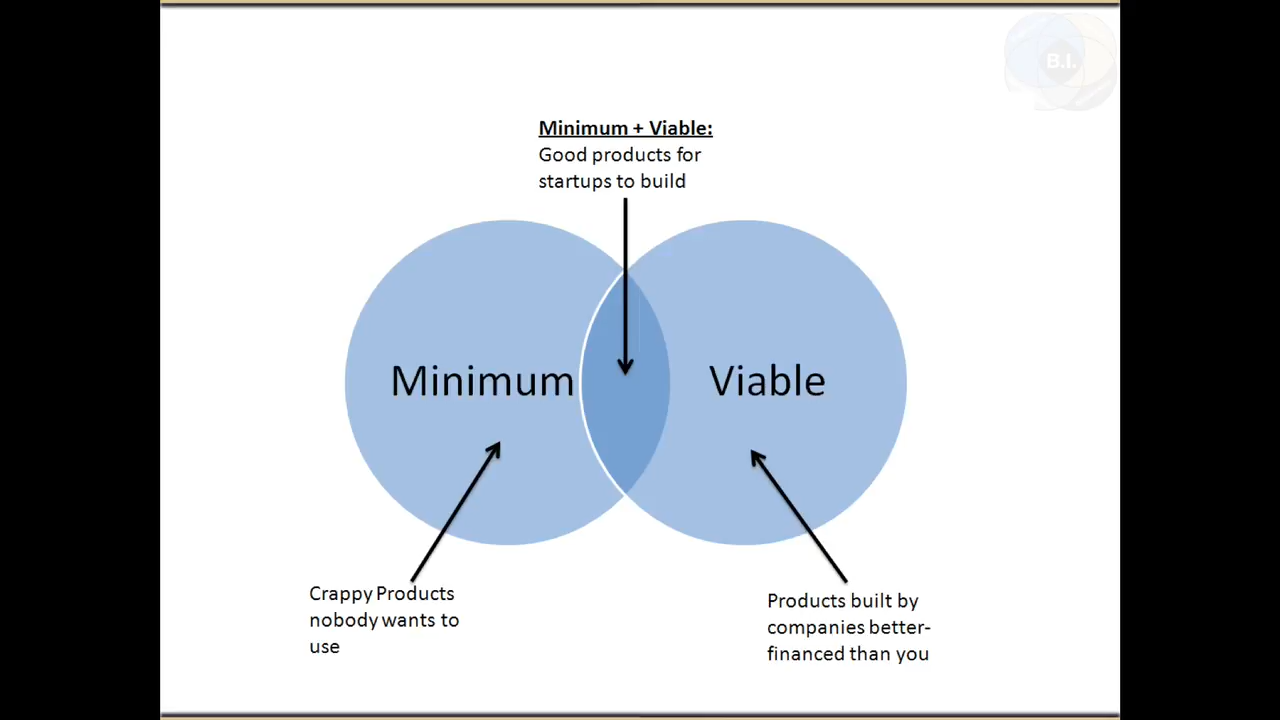 B.I.
Minimum + Viable:
Good products for
startups to build
Minimum
Viable
Crappy Products
nobody wants to
use
Products built by
companies better-
financed than you